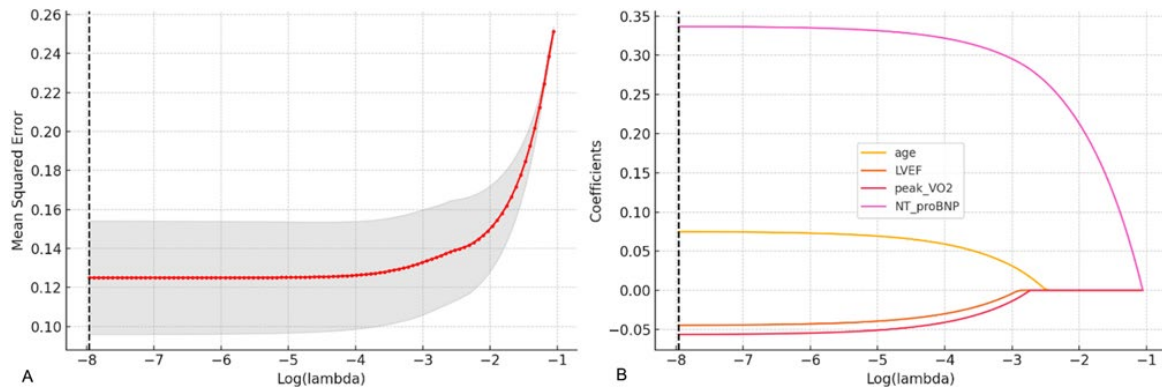 0.26
0.24
0.22
0.20
0.18
0.16
0.14
0.12
0.10
Mean Squared Error
−8 −7 −6 −5 −4 −3 −2 −1
Log(lambda)
A
0.35
0.30
0.25
0.20
0.15
0.10
0.05
0.00
−0.05
Coefficients
age
LVEF
peak_VO2
NT_proBNP
−8 −7 −6 −5 −4 −3 −2 −1
Log(lambda)
B